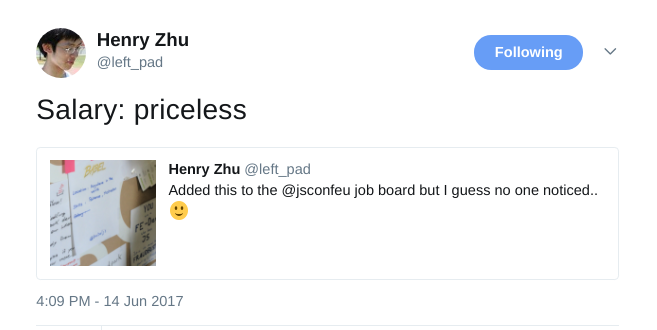 Henry Zhu
@left_pad
Following
Salary: priceless
Henry Zhu @left_pad
Added this to the @jsconfeu job board but I guess no one noticed..
4:09 PM - 14 Jun 2017